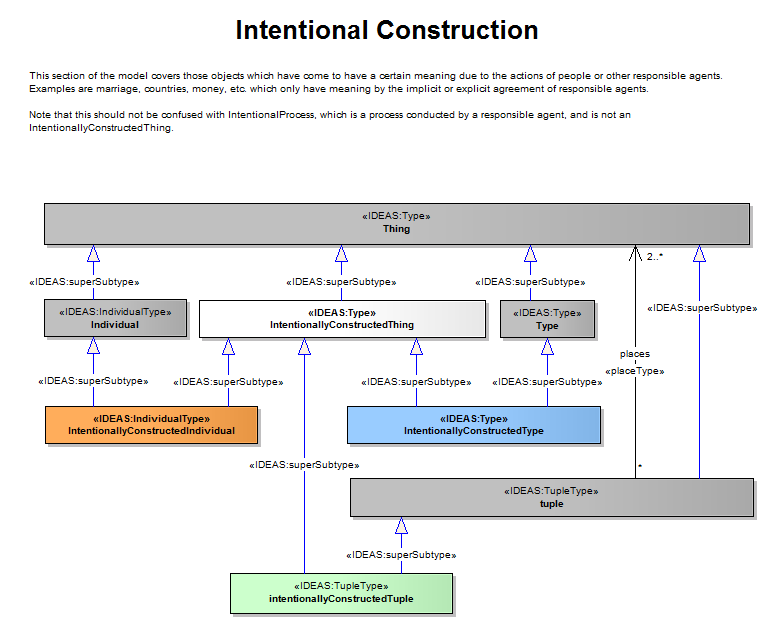 Intentional Construction
This section of the model covers those objects which have come to have a certain meaning due to the actions of people or other responsible agents.
Examples are marriage, countries, money, etc. which only have meaning by the implicit or explicit agreement of responsible agents.
Note that this should not be confused with IntentionalProcess, which is a process conducted by a responsible agent, and is not an
IntentionallyConstructedThing.
«IDEAS:Type»
Thing
2..*
«IDEAS:superSubtype»
«IDEAS:superSubtype»
«IDEAS:superSubtype»
«IDEAS:superSubtype»
«IDEAS:IndividualType»
Individual
«IDEAS:Type»
IntentionallyConstructedThing
«IDEAS:Type»
Type
places
«placeType»
«IDEAS:superSubtype»
«IDEAS:superSubtype»
«IDEAS:superSubtype»
«IDEAS:superSubtype»
«IDEAS:IndividualType»
IntentionallyConstructedIndividual
«IDEAS:Type»
IntentionallyConstructedType
«IDEAS:superSubtype»
*
«IDEAS:TupleType»
tuple
«IDEAS:superSubtype»
«IDEAS:TupleType»
intentionallyConstructedTuple